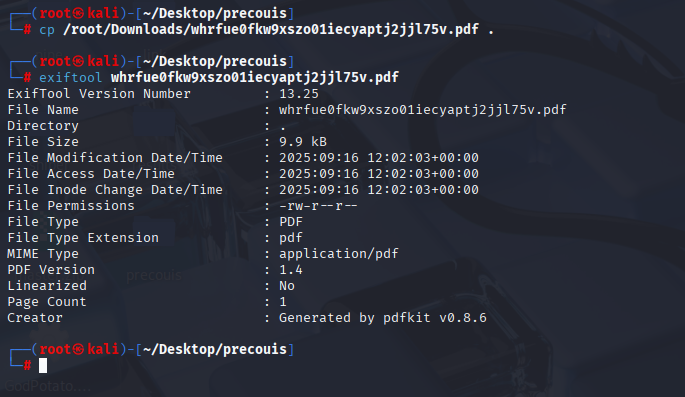 ┌──(root㉿kali)-[~/Desktop/precouis]
└─# cp /root/Downloads/whrfue0fkw9xszo01iecyaptj2jjl75v.pdf .
┌──(root㉿kali)-[~/Desktop/precouis]
└─# exiftool whrfue0fkw9xszo01iecyaptj2jjl75v.pdf
ExifTool Version Number         : 13.25
File Name                       : whrfue0fkw9xszo01iecyaptj2jjl75v.pdf
Directory                       : .
File Size                       : 9.9 kB
File Modification Date/Time     : 2025:09:16 12:02:03+00:00
File Access Date/Time           : 2025:09:16 12:02:03+00:00
File Inode Change Date/Time     : 2025:09:16 12:02:03+00:00
File Permissions                : -rw-r--r--
File Type                       : PDF
File Type Extension             : pdf
MIME Type                       : application/pdf
PDF Version                     : 1.4
Linearized                      : No
Page Count                      : 1
Creator                         : Generated by pdfkit v0.8.6
┌──(root㉿kali)-[~/Desktop/precouis]
└─#
precouis